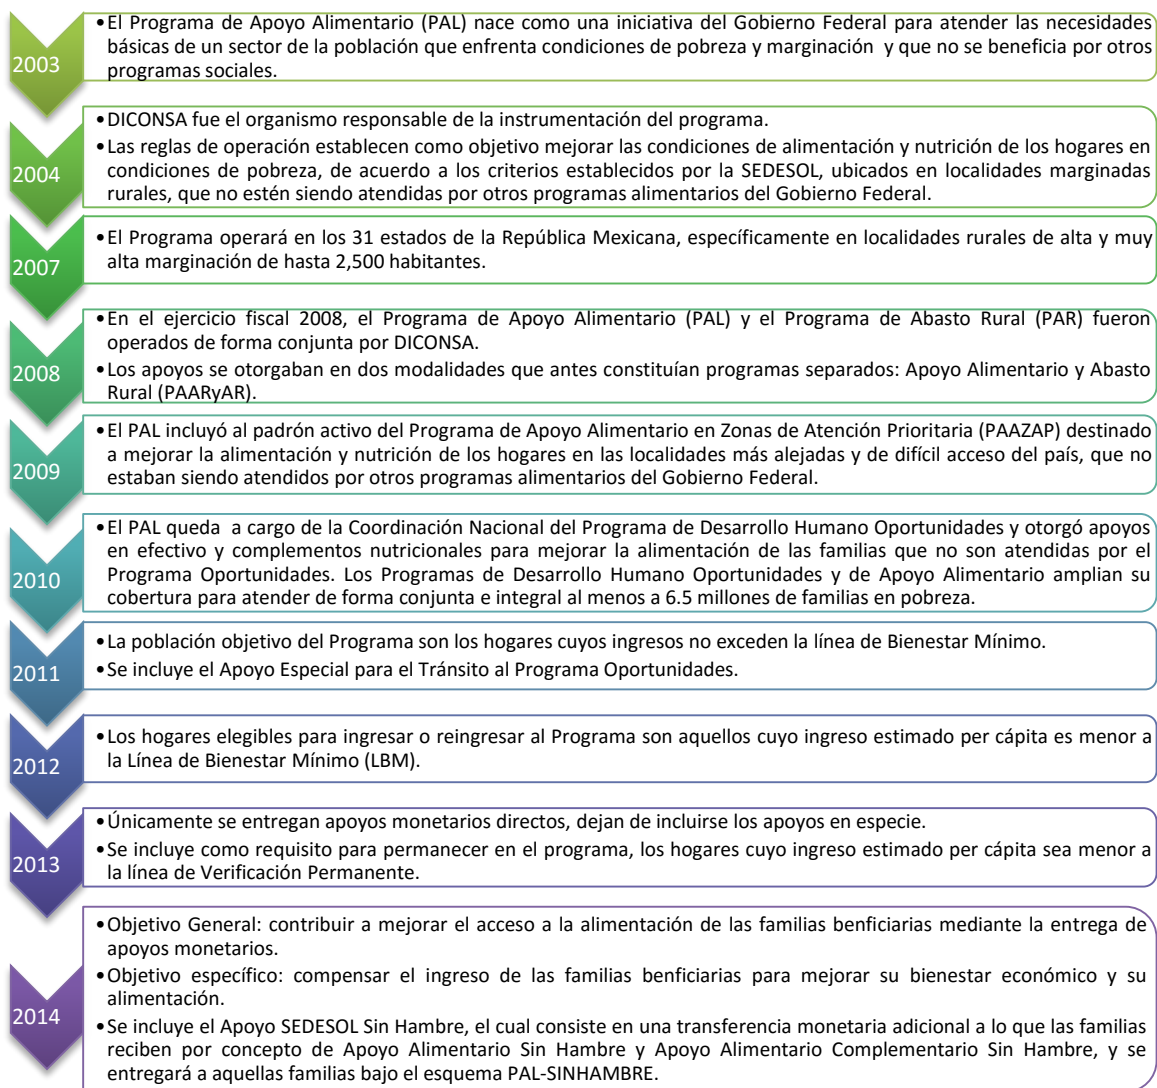 2003
•El Programa de Apoyo Alimentario (PAL) nace como una iniciativa del Gobierno Federal para atender las necesidades
básicas de un sector de la población que enfrenta condiciones de pobreza y marginación y que no se beneficia por otros
programas sociales.
2004
•DICONSA fue el organismo responsable de la instrumentación del programa.
•Las reglas de operación establecen como objetivo mejorar las condiciones de alimentación y nutrición de los hogares en
condiciones de pobreza, de acuerdo a los criterios establecidos por la SEDESOL, ubicados en localidades marginadas
rurales, que no estén siendo atendidas por otros programas alimentarios del Gobierno Federal.
2007
•El Programa operará en los 31 estados de la República Mexicana, específicamente en localidades rurales de alta y muy
alta marginación de hasta 2,500 habitantes.
2008
•En el ejercicio fiscal 2008, el Programa de Apoyo Alimentario (PAL) y el Programa de Abasto Rural (PAR) fueron
operados de forma conjunta por DICONSA.
•Los apoyos se otorgaban en dos modalidades que antes constituían programas separados: Apoyo Alimentario y Abasto
Rural (PAARyAR).
2009
•El PAL incluyó al padrón activo del Programa de Apoyo Alimentario en Zonas de Atención Prioritaria (PAAZAP) destinado
a mejorar la alimentación y nutrición de los hogares en las localidades más alejadas y de difícil acceso del país, que no
estaban siendo atendidos por otros programas alimentarios del Gobierno Federal.
2010
•El PAL queda a cargo de la Coordinación Nacional del Programa de Desarrollo Humano Oportunidades y otorgó apoyos
en efectivo y complementos nutricionales para mejorar la alimentación de las familias que no son atendidas por el
Programa Oportunidades. Los Programas de Desarrollo Humano Oportunidades y de Apoyo Alimentario amplian su
cobertura para atender de forma conjunta e integral al menos a 6.5 millones de familias en pobreza.
2011
•La población objetivo del Programa son los hogares cuyos ingresos no exceden la línea de Bienestar Mínimo.
•Se incluye el Apoyo Especial para el Tránsito al Programa Oportunidades.
2012
•Los hogares elegibles para ingresar o reingresar al Programa son aquellos cuyo ingreso estimado per cápita es menor a
la Línea de Bienestar Mínimo (LBM).
2013
•Únicamente se entregan apoyos monetarios directos, dejan de incluirse los apoyos en especie.
•Se incluye como requisito para permanecer en el programa, los hogares cuyo ingreso estimado per cápita sea menor a
la línea de Verificación Permanente.
2014
•Objetivo General: contribuir a mejorar el acceso a la alimentación de las familias benficiarias mediante la entrega de
apoyos monetarios.
•Objetivo específico: compensar el ingreso de las familias benficiarias para mejorar su bienestar económico y su
alimentación.
•Se incluye el Apoyo SEDESOL Sin Hambre, el cual consiste en una transferencia monetaria adicional a lo que las familias
reciben por concepto de Apoyo Alimentario Sin Hambre y Apoyo Alimentario Complementario Sin Hambre, y se
entregará a aquellas familias bajo el esquema PAL-SINHAMBRE.